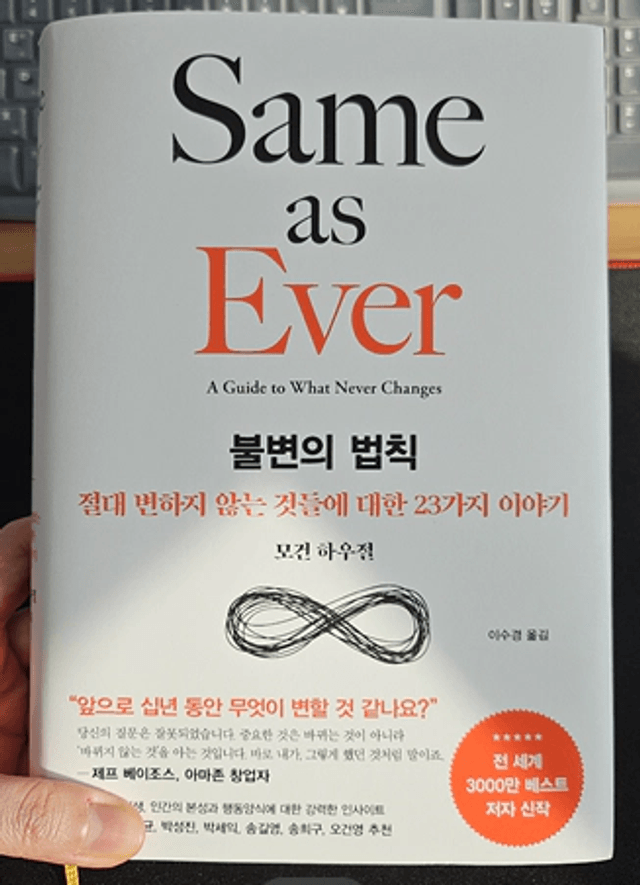 Same
as
Ever
A Guide to What Never Changes
불변의 법칙
절대 변하지 않는 것들에 대한 23가지 이야기
모건 하우절
이수경 옮김
“앞으로 십년 동안 무엇이 변할 것 같나요?”
당신의 질문은 잘못되었습니다. 중요한 것은 바뀌는 것이 아니라
‘바뀌지 않는 것’을 아는 것입니다. 바로 내가, 그렇게 했던 것처럼 말이죠.
— 제프 베이조스, 아마존 창업자
인간의 본성과 행동양식에 대한 강력한 인사이트
박성진, 박세익, 송길영, 송희구, 오건영 추천
★★★★★
전 세계
3000만 베스트
저자 신작